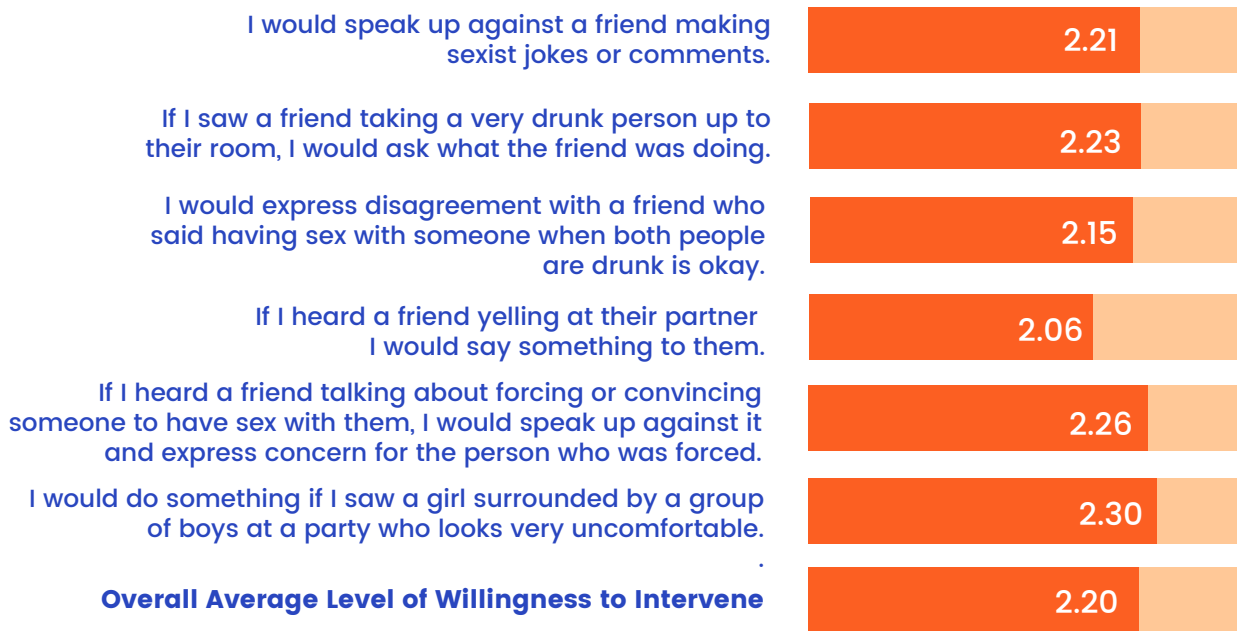 I would speak up against a friend making
sexist jokes or comments.
2.21
If I saw a friend taking a very drunk person up to
their room, I would ask what the friend was doing.
2.23
I would express disagreement with a friend who
said having sex with someone when both people
are drunk is okay.
2.15
If I heard a friend yelling at their partner
I would say something to them.
2.06
If I heard a friend talking about forcing or convincing
someone to have sex with them, I would speak up against it
and express concern for the person who was forced.
2.26
I would do something if I saw a girl surrounded by a group
of boys at a party who looks very uncomfortable.
.
2.30
Overall Average Level of Willingness to Intervene
2.20